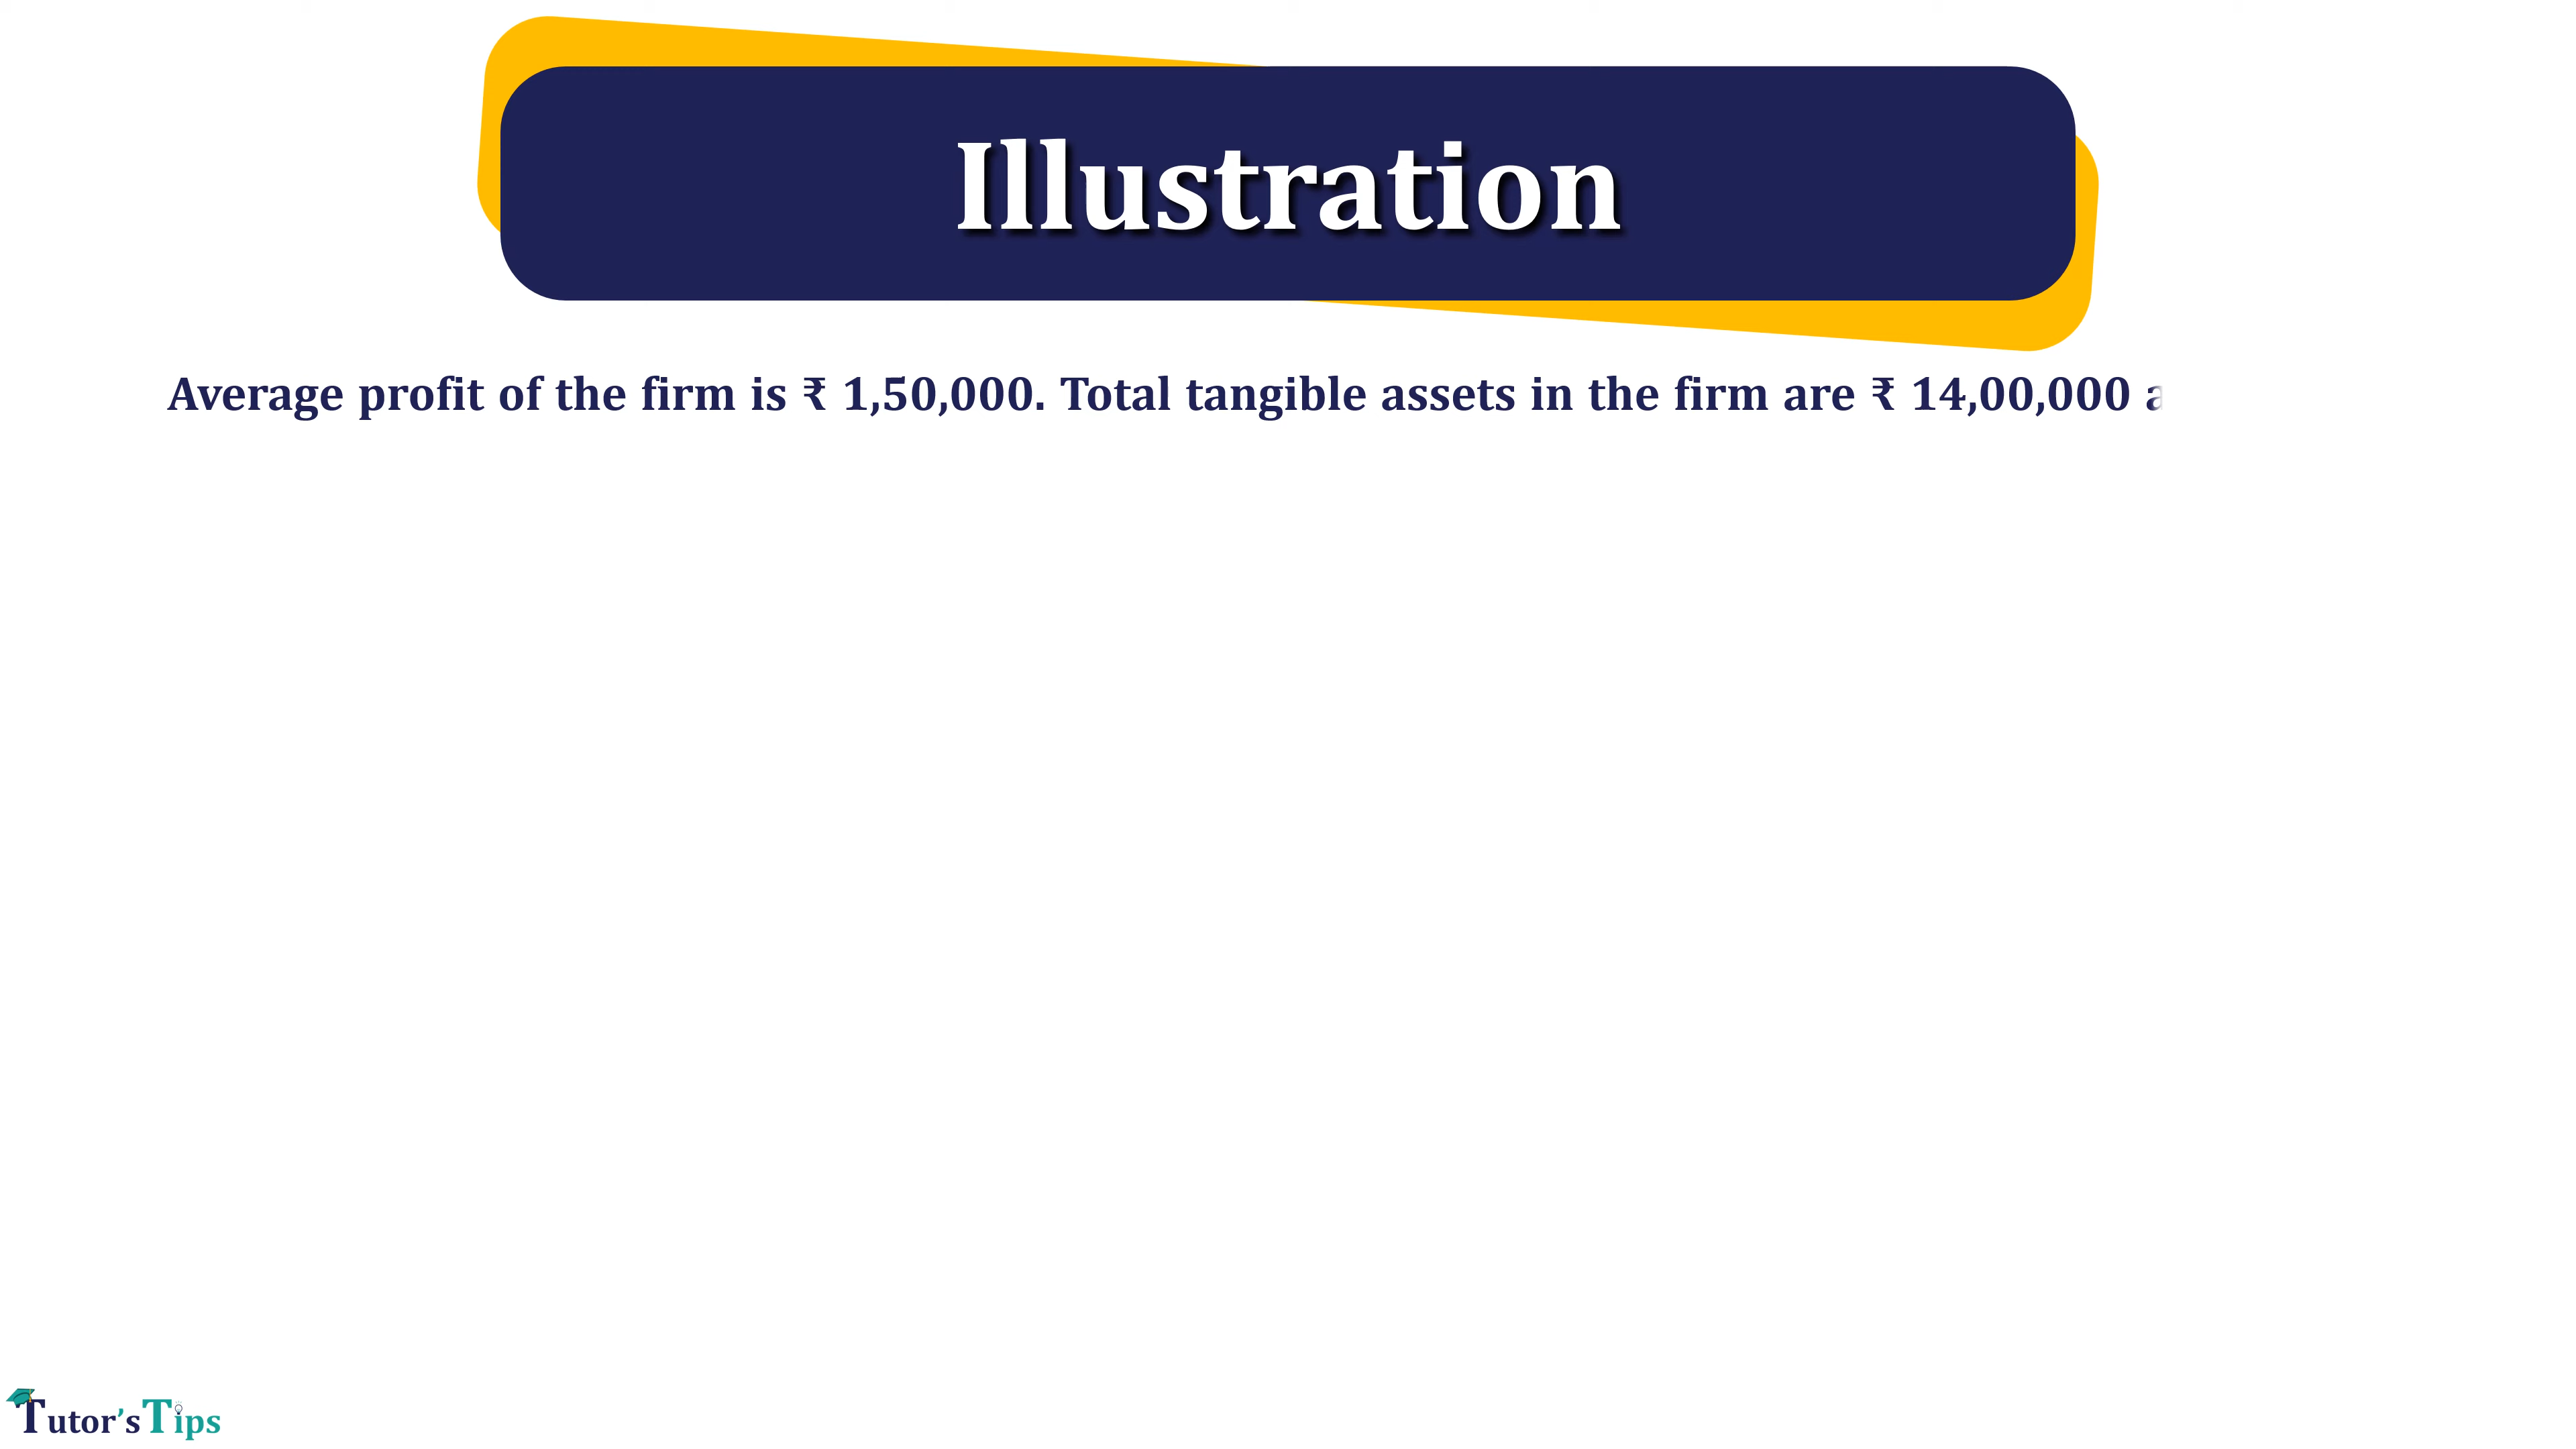 Illustration
Average profit of the firm is ₹ 1,50,000. Total tangible assets in the firm are ₹ 14,00,000
Tutor’sTips